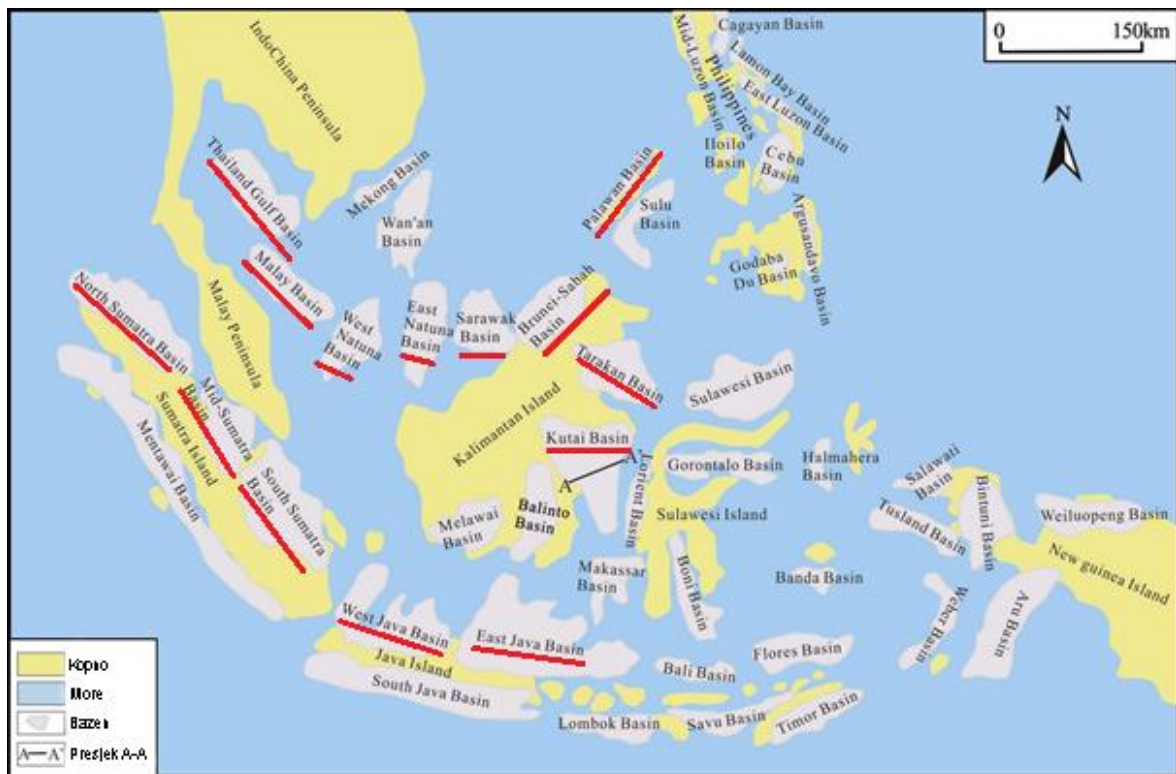 IndoChina Peninsula
Thailand Gulf Basin
Mekong Basin
Wan'an
Basin
Malay Basin
Malay Peninsula
North Sumatra Basin
West
Natuna
Basin
East
Natuna
Basin
Sarawak
Basin
Brunei-Sabah
Basin
Palawan Basin
Sulu
Basin
Cagayan Basin
Mid-Luzon Basin
Philippines
Lamon Bay Basin
East Luzon Basin
Iloilo
Basin
Cebu
Basin
Godaba
Du Basin
Argusandavo Basin
0 150km
N
Tarakan Basin
Sulawesi Basin
Kalimantan Island
Kutai Basin
A
A'
Lorient Basin
Gorontalo Basin
Halmahera
Basin
Mid-Sumatra
Basin
Sumatra Island
Mentawai Basin
South Sumatra
Basin
Melawai
Basin
Balinto
Basin
Sulawesi Island
Makassar
Basin
Boni Basin
Banda Basin
Salawati
Basin
Tusland Basin
Bintuni Basin
Weiluopeng Basin
New guinea Island
Weber Basin
Aru Basin
West Java Basin
East Java Basin
Java Island
South Java Basin
Bali Basin
Flores Basin
Lombok Basin
Savu Basin
Timor Basin
Kopno
More
Bazen
A—A' Presjek A-A